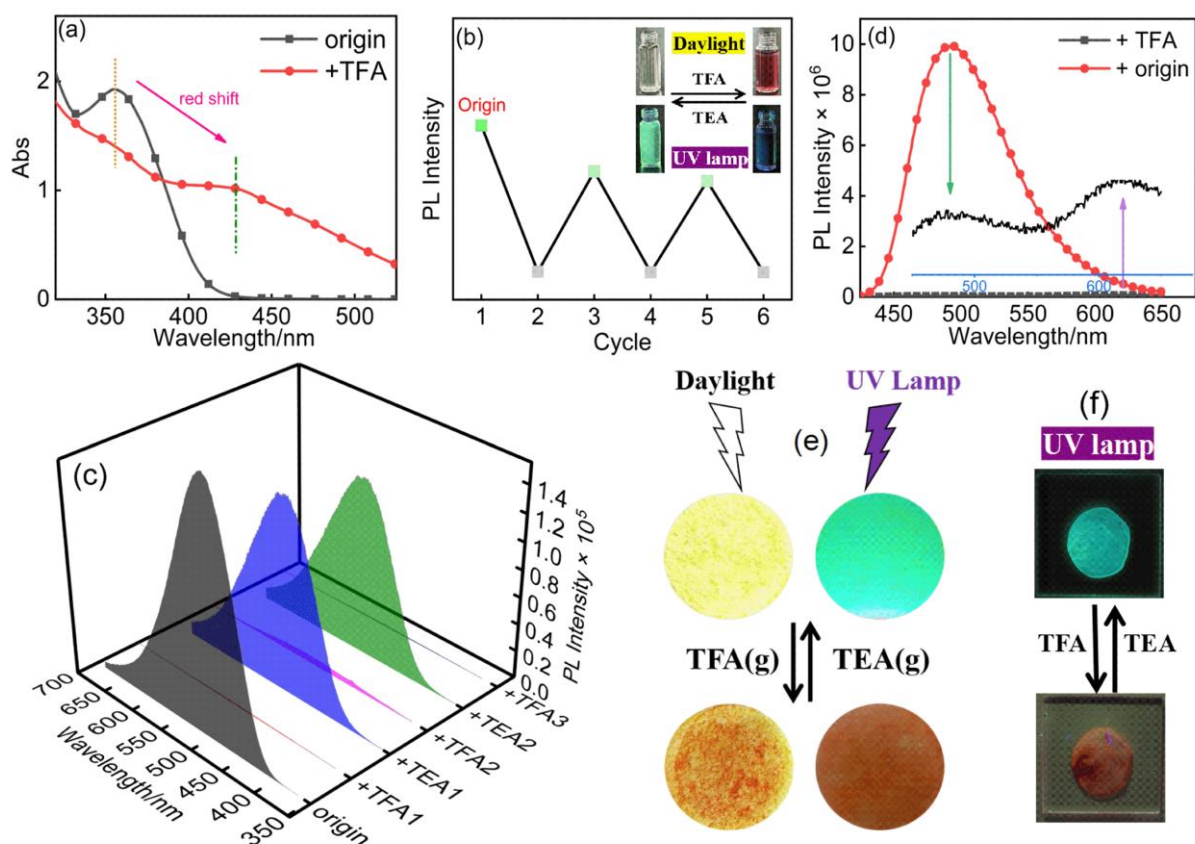 (a)
origin
+TFA
red shift
Abs
2
1
0
350
400
450
500
Wavelength/nm
(b)
Daylight
TFA
TEA
UV lamp
Origin
PL Intensity
1
2
3
4
5
6
Cycle
(d)
+ TFA
+ origin
PL Intensity × 10⁶
10
8
6
4
2
0
500
600
450
500
550
600
650
Wavelength/nm
(c)
PL Intensity × 10⁵
1.4
1.2
1.0
0.8
0.6
0.4
0.2
0.0
700
650
600
550
500
450
400
350
Wavelength/nm
origin
+TFA1
+TEA1
+TFA2
+TEA2
+TFA3
Daylight
UV Lamp
(e)
TFA(g)
TEA(g)
(f)
UV lamp
TFA
TEA